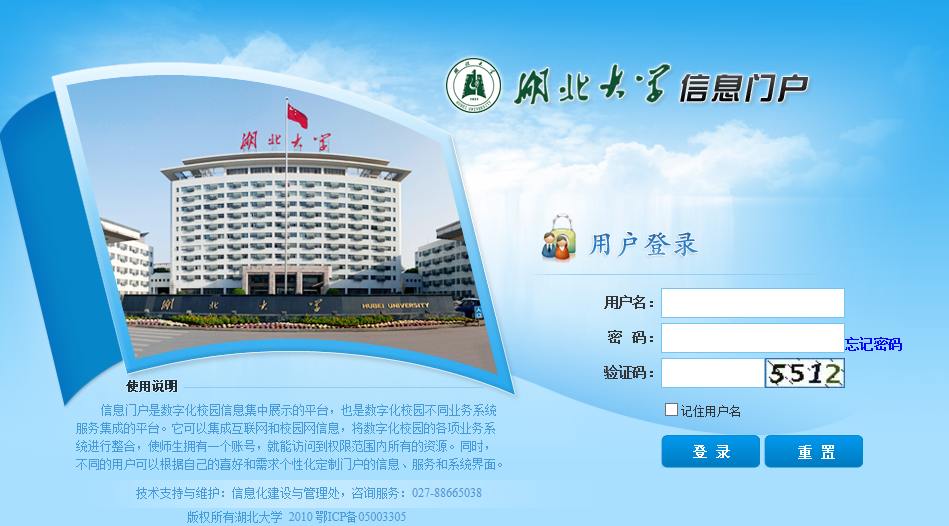 湖北大学信息门户
湖北大学
湖北大学 HUBEI UNIVERSITY
用户登录
用户名：
密 码：
忘记密码
验证码：
5512
记住用户名
登 录
重 置
使用说明
信息门户是数字化校园信息集中展示的平台，也是数字化校园不同业务系统
服务集成的平台。它可以集成互联网和校园网信息，将数字化校园的各项业务系
统进行整合，使师生拥有一个账号，就能访问到权限范围内所有的资源。同时，
不同的用户可以根据自己的喜好和需求个性化定制门户的信息、服务和系统界面。
技术支持与维护：信息化建设与管理处，咨询服务：027-88665038
版权所有湖北大学 2010 鄂ICP备05003305